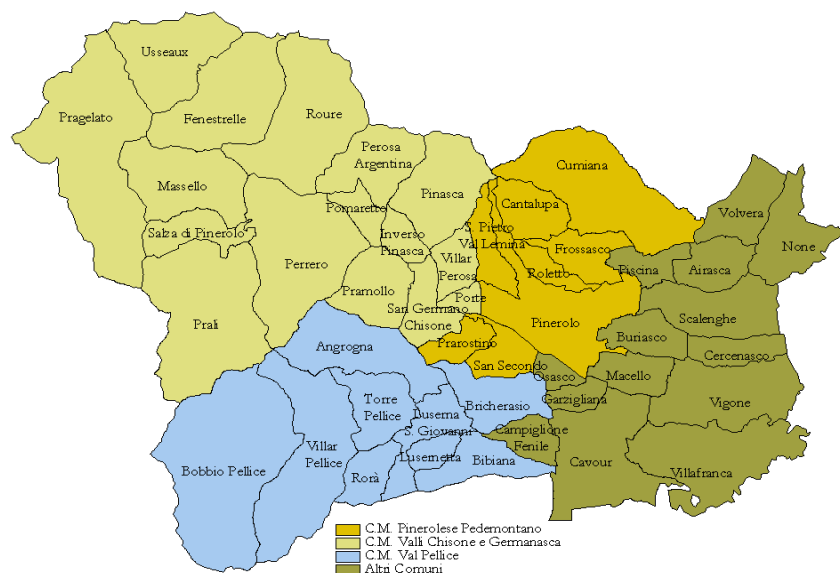 Usseaux
Pragelato
Fenestrelle
Roure
Perosa
Argentina
Cumiana
Massello
Pinasca
Cantalupa
Pomaretto
Volvera
Salza di Pinerolo
Inverso
Pinasca
S. Pietro
Val Lemina
Frossasco
None
Perrero
Villar
Perosa
Roletto
Piscina
Airasca
Pramollo
Porte
San Germano
Chisone
Prali
Pinerolo
Scalenghe
Angrogna
Prarostino
Buriasco
Cercenasco
San Secondo
Osasco
Macello
Torre
Pellice
Luserna
S. Giovanni
Bricherasio
Garzigliana
Vigone
Villar
Pellice
Campiglione
Fenile
Bobbio Pellice
Rorà
Lusernetta
Bibiana
Cavour
Villafranca
C.M. Pinerolese Pedemontano
C.M. Valli Chisone e Germanasca
C.M. Val Pellice
Altri Comuni